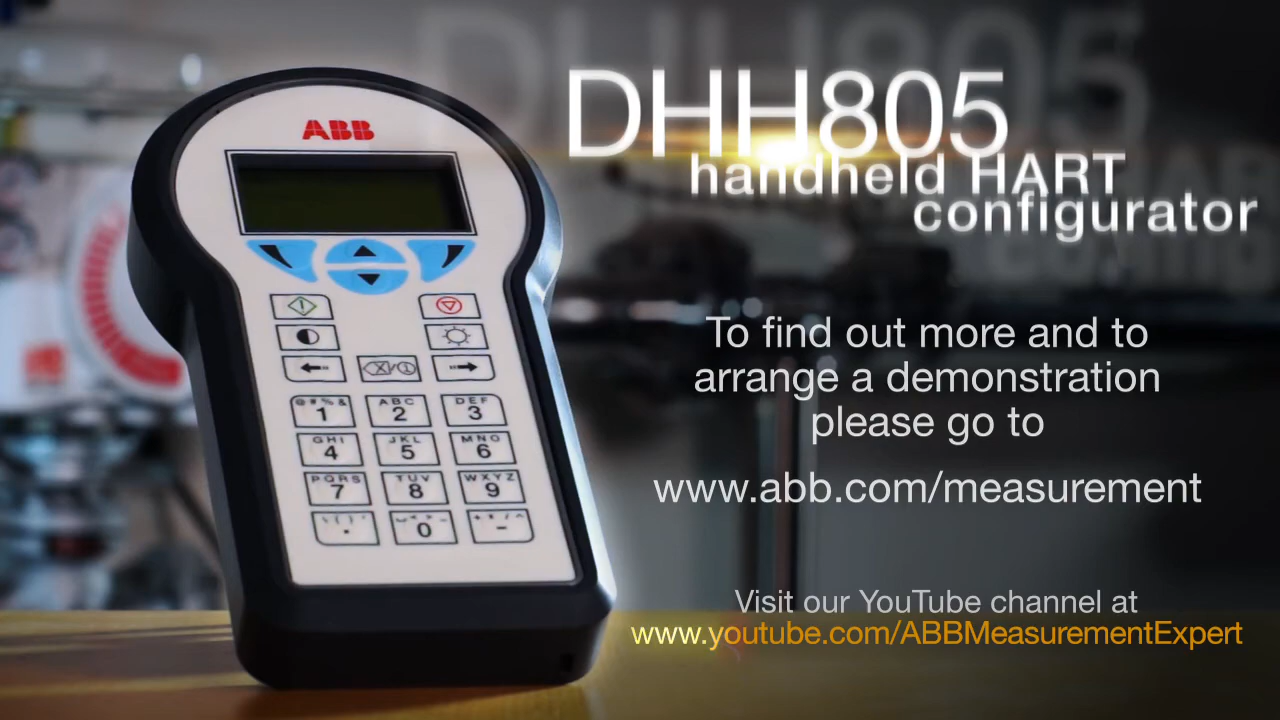 DHH805
handheld HART
configurator
ABB
To find out more and to
arrange a demonstration
please go to
www.abb.com/measurement
Visit our YouTube channel at
www.youtube.com/ABBMeasurementExpert
@#%& ABC DEF
1 2 3
GHI JKL MNO
4 5 6
PQRS TUV WXYZ
7 8 9
. 0 -